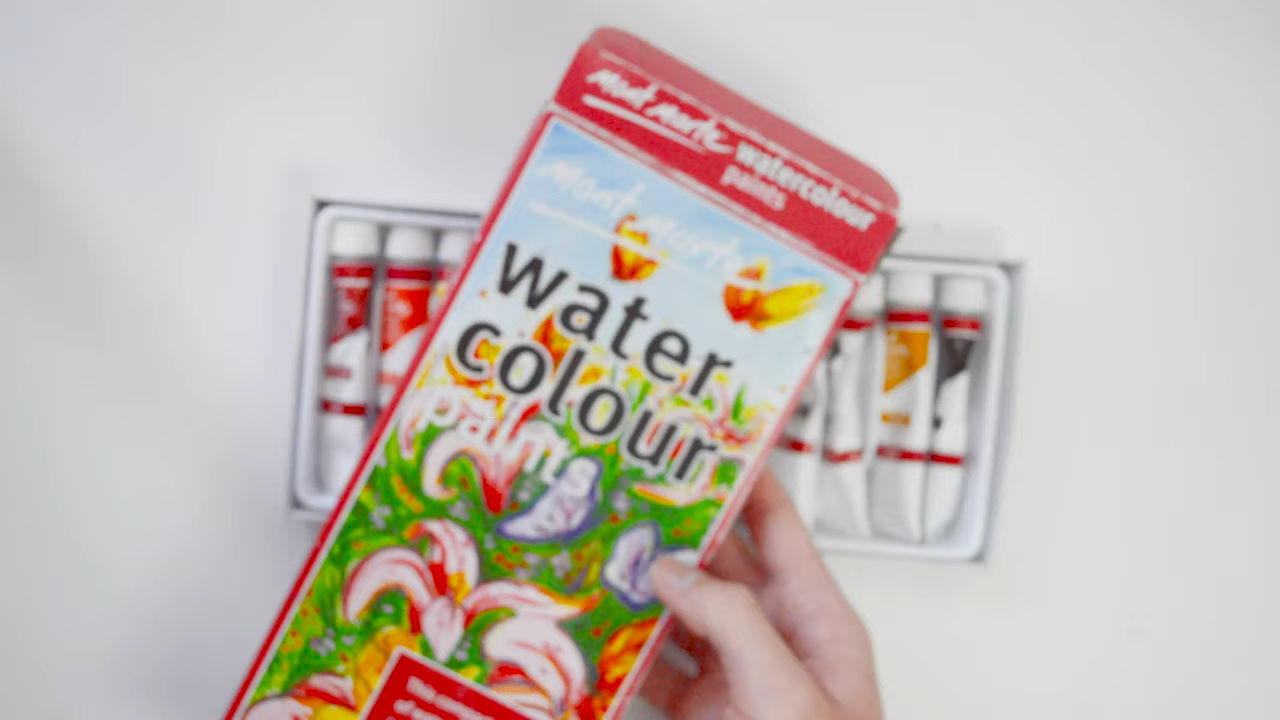 Mont Marte watercolour
paints
Mont Marte
water
colour
paints